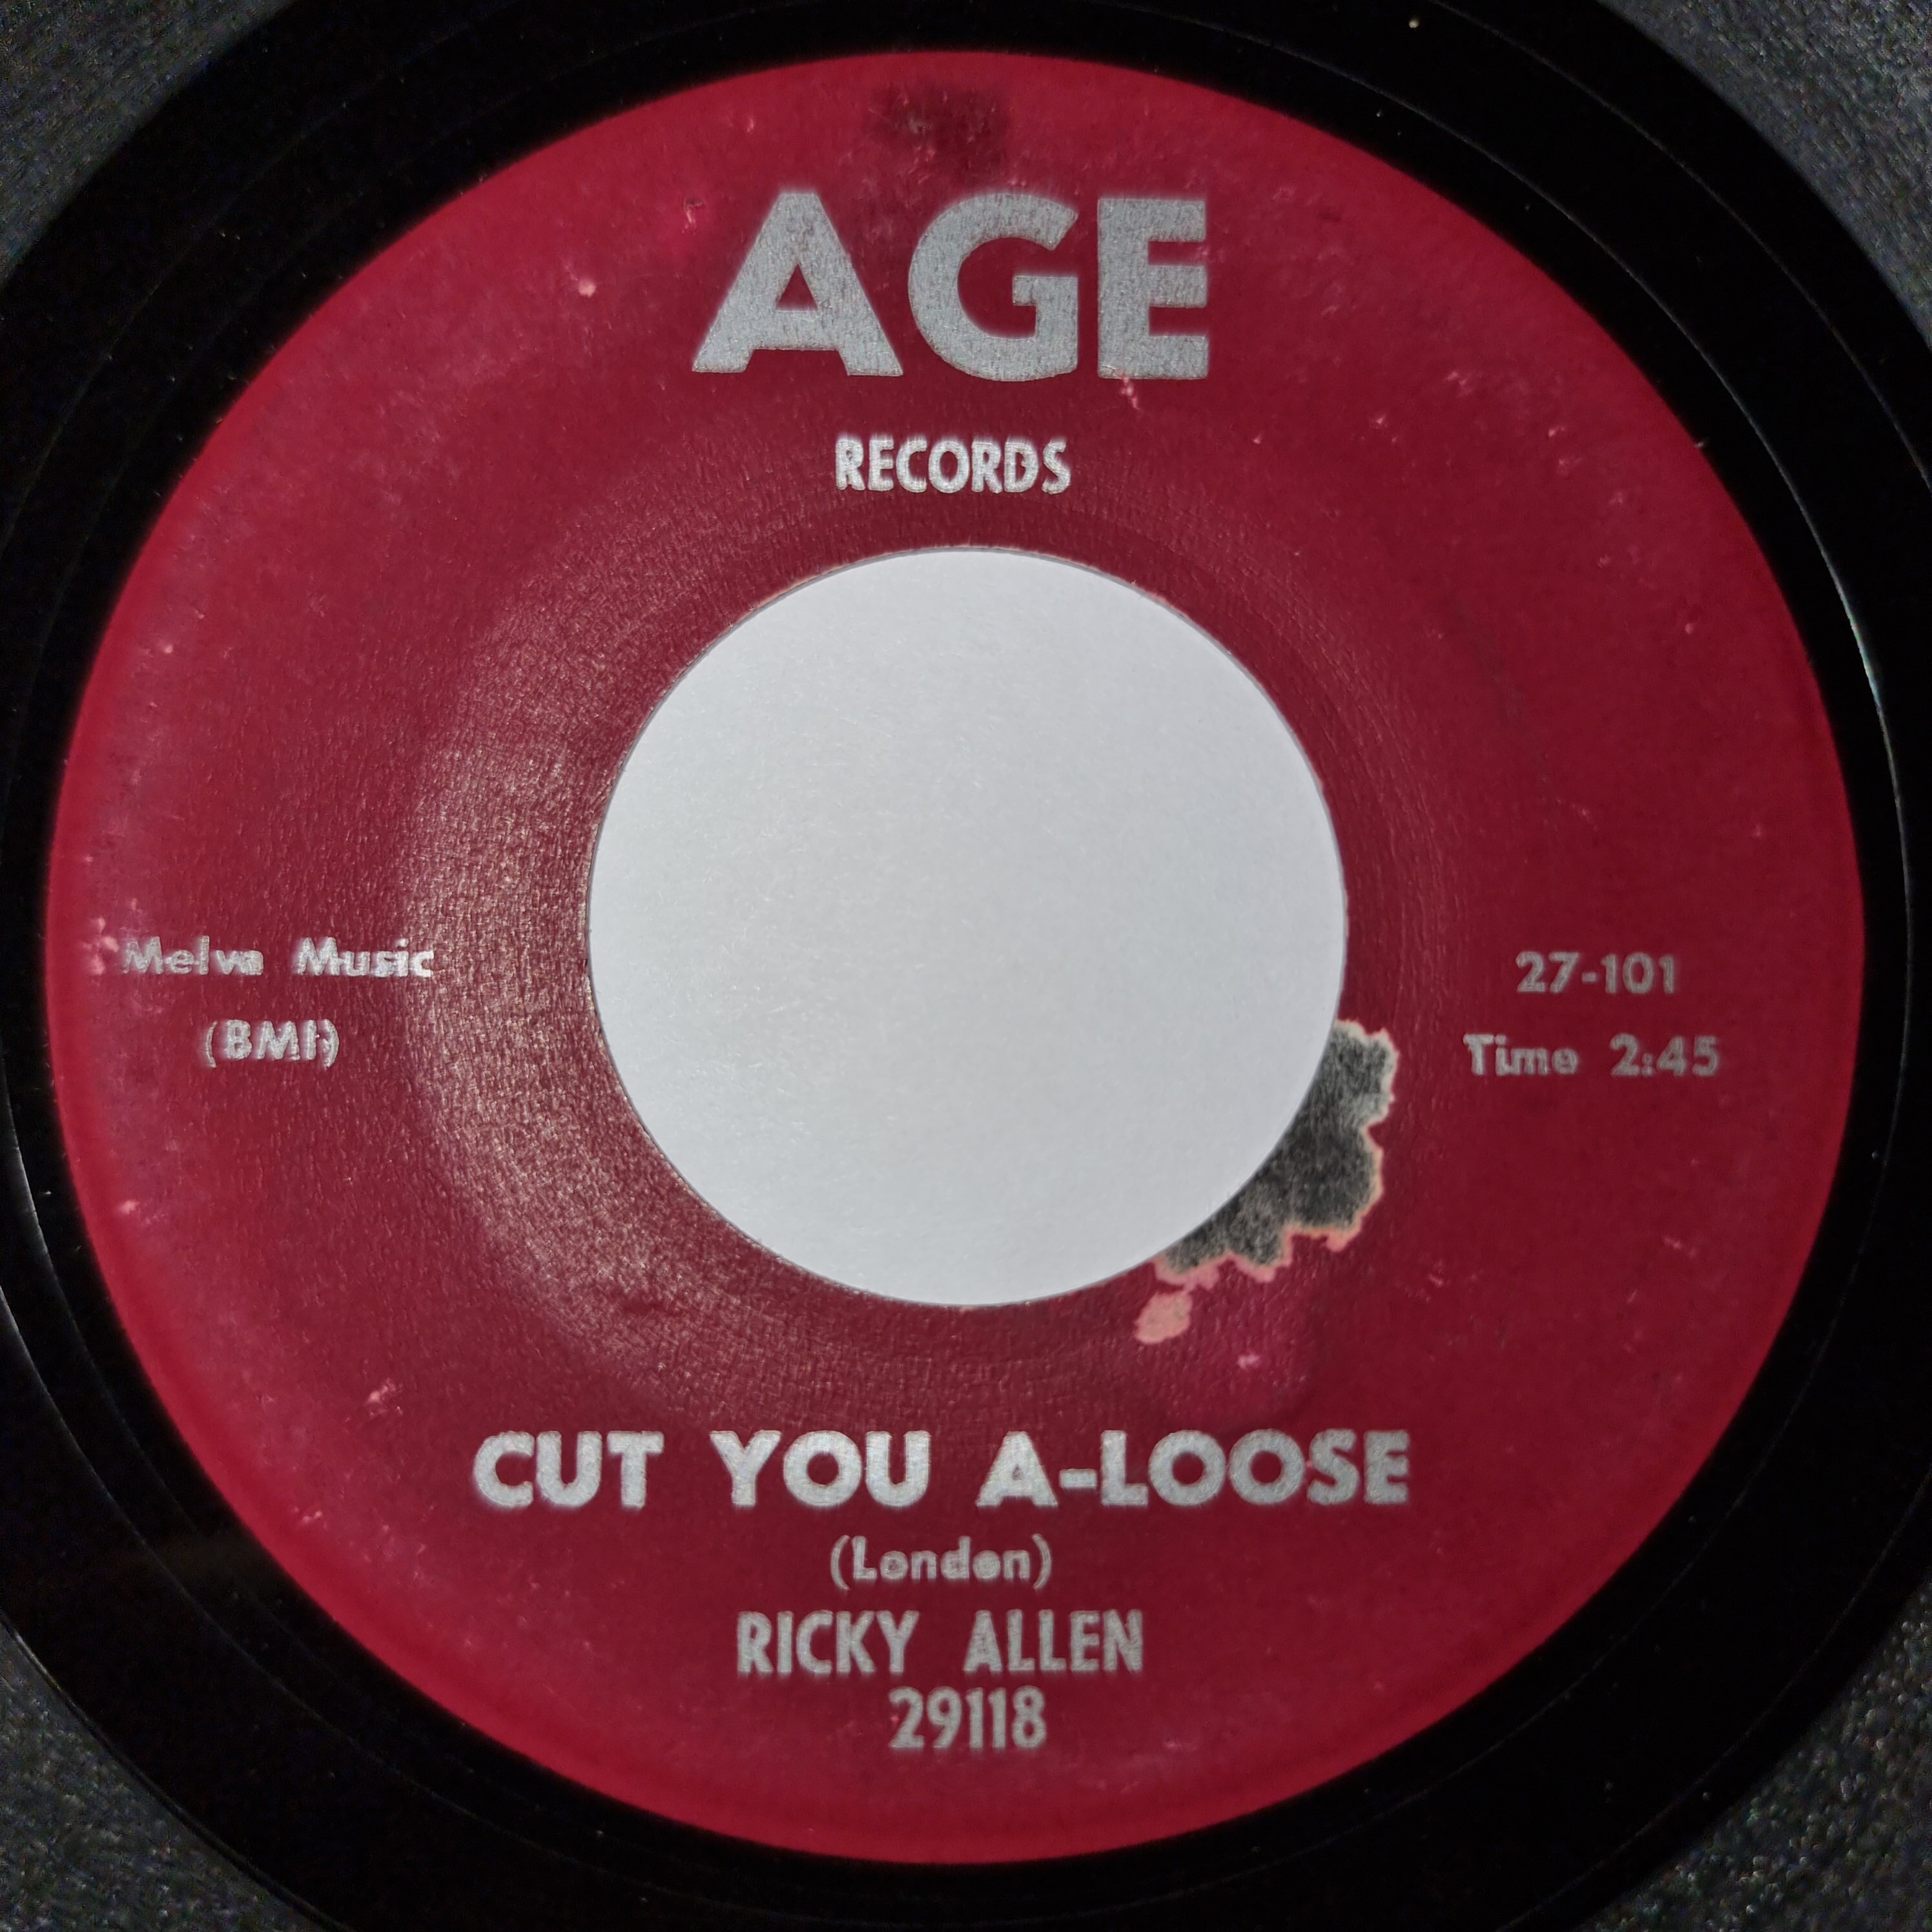 AGE
RECORDS
Melva Music
(BMI)
27-101
Time 2:45
CUT YOU A-LOOSE
(London)
RICKY ALLEN
29118